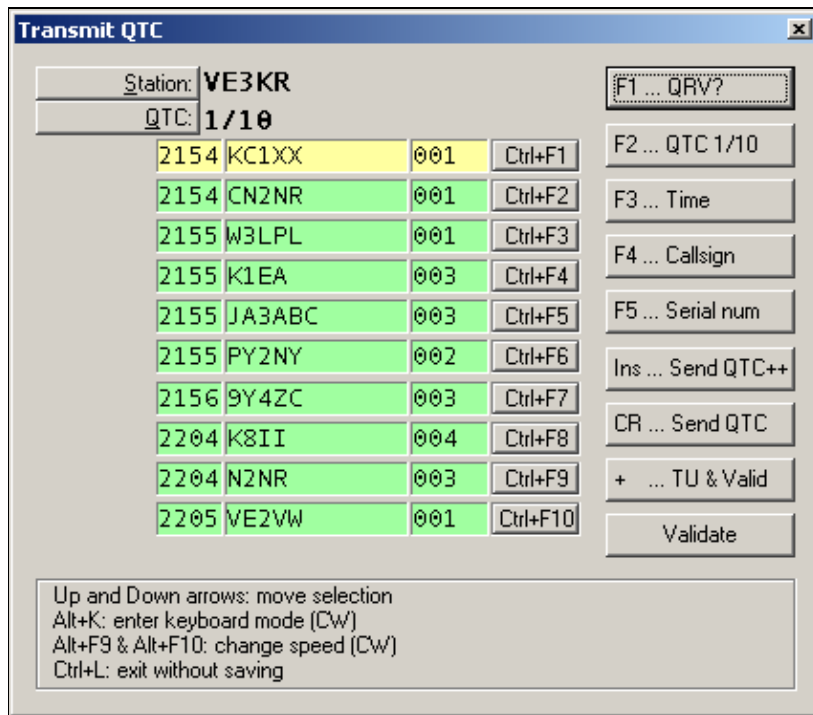 Transmit QTC
Station: VE3KR
QTC: 1/10
2154 KC1XX 001 Ctrl+F1
2154 CN2NR 001 Ctrl+F2
2155 W3LPL 001 Ctrl+F3
2155 K1EA 003 Ctrl+F4
2155 JA3ABC 003 Ctrl+F5
2155 PY2NY 002 Ctrl+F6
2156 9Y4ZC 003 Ctrl+F7
2204 K8II 004 Ctrl+F8
2204 N2NR 003 Ctrl+F9
2205 VE2VW 001 Ctrl+F10
F1 ... QRV?
F2 ... QTC 1/10
F3 ... Time
F4 ... Callsign
F5 ... Serial num
Ins ... Send QTC++
CR ... Send QTC
+ ... TU & Valid
Validate
Up and Down arrows: move selection
Alt+K: enter keyboard mode (CW)
Alt+F9 & Alt+F10: change speed (CW)
Ctrl+L: exit without saving